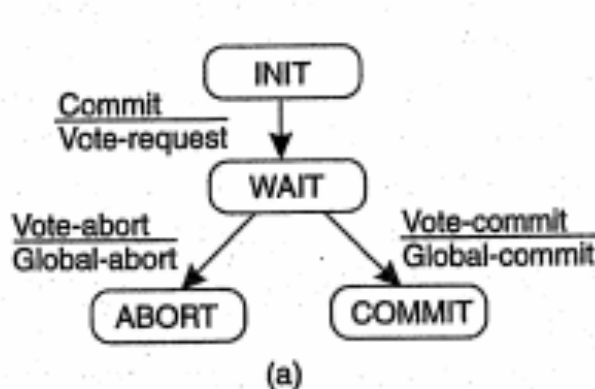 INIT
Commit
Vote-request
WAIT
Vote-abort
Global-abort
Vote-commit
Global-commit
ABORT
COMMIT
(a)